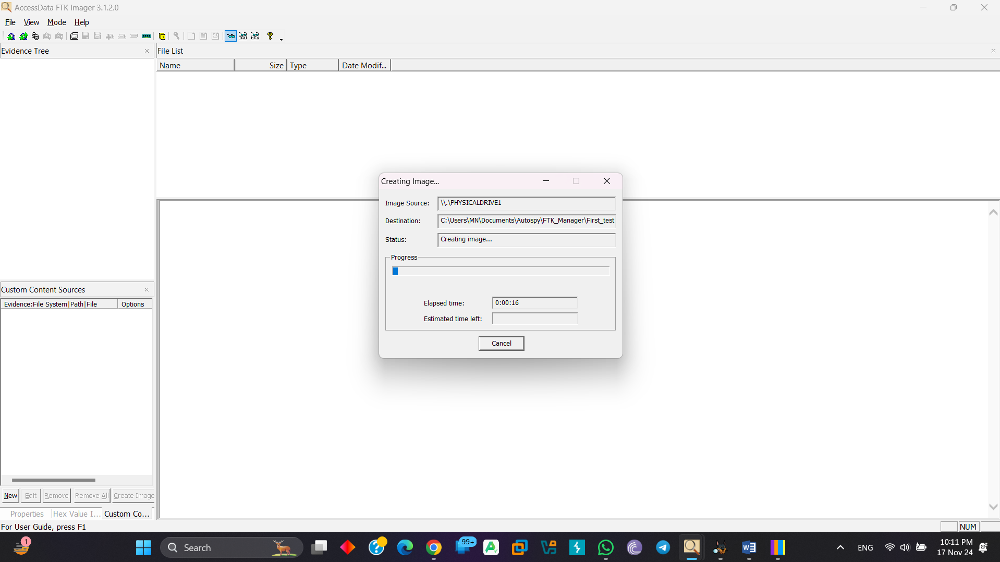 AccessData FTK Imager 3.1.2.0
File View Mode Help
TEXT HEX ?
Evidence Tree
File List
Name Size Type Date Modif...
Creating Image...
Image Source: \\.\PHYSICALDRIVE1
Destination: C:\Users\MN\Documents\Autospy\FTK_Manager\First_test
Status: Creating image...
Progress
Elapsed time: 0:00:16
Estimated time left:
Cancel
Custom Content Sources
Evidence:File System|Path|File Options
New Edit Remove Remove All Create Image
Properties Hex Value I... Custom Co...
For User Guide, press F1
NUM
1
Search
99+
ENG
10:11 PM
17 Nov 24